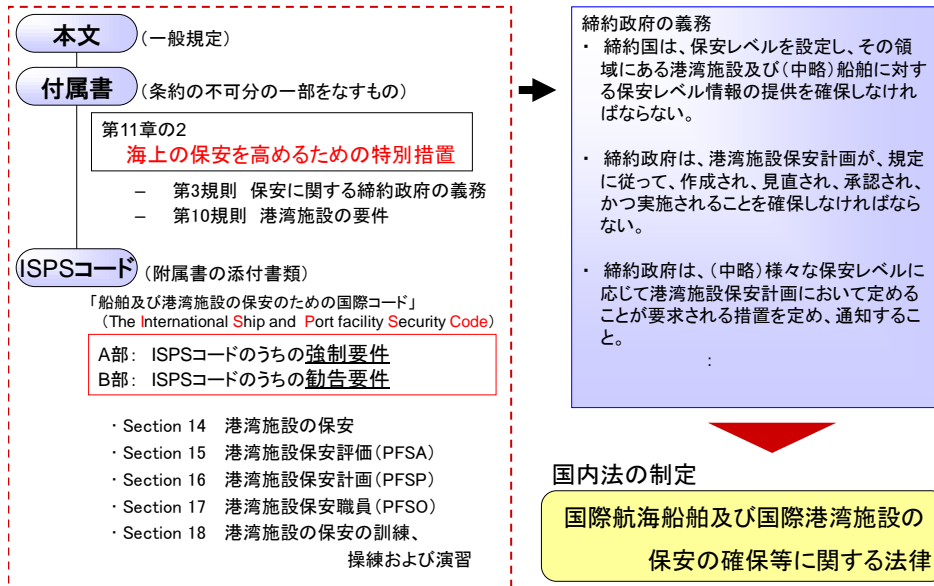 本文
（一般規定）
付属書
（条約の不可分の一部をなすもの）
第11章の2
海上の保安を高めるための特別措置
－ 第3規則 保安に関する締約政府の義務
－ 第10規則 港湾施設の要件
ISPSコード
（附属書の添付書類）
「船舶及び港湾施設の保安のための国際コード」
（The International Ship and Port facility Security Code）
A部： ISPSコードのうちの強制要件
B部： ISPSコードのうちの勧告要件
・Section 14 港湾施設の保安
・Section 15 港湾施設保安評価（PFSA）
・Section 16 港湾施設保安計画（PFSP）
・Section 17 港湾施設保安職員（PFSO）
・Section 18 港湾施設の保安の訓練、
操練および演習
締約政府の義務
・ 締約国は、保安レベルを設定し、その領
域にある港湾施設及び（中略）船舶に対す
る保安レベル情報の提供を確保しなけれ
ばならない。
・ 締約政府は、港湾施設保安計画が、規定
に従って、作成され、見直され、承認され、
かつ実施されることを確保しなければなら
ない。
・ 締約政府は、（中略）様々な保安レベルに
応じて港湾施設保安計画において定める
ことが要求される措置を定め、通知するこ
と。
：
国内法の制定
国際航海船舶及び国際港湾施設の
保安の確保等に関する法律